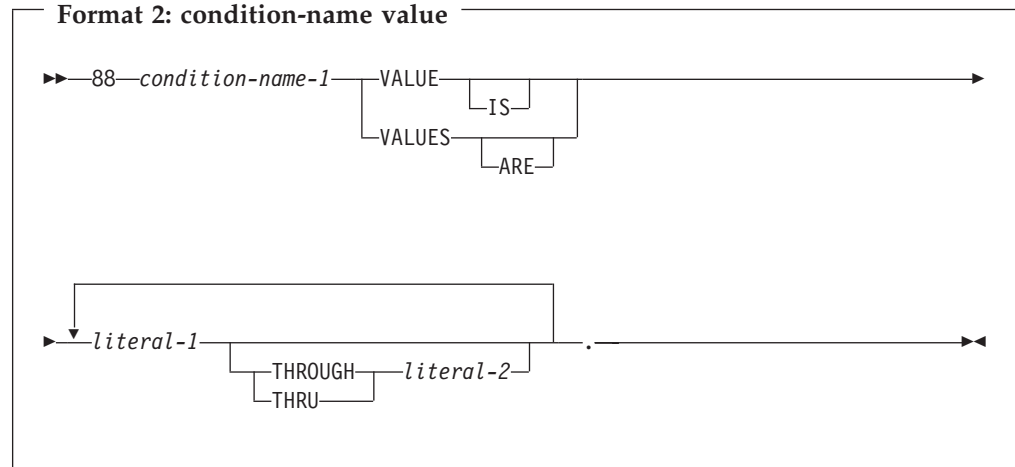 Format 2: condition-name value
88 condition-name-1 VALUE
IS
VALUES
ARE
literal-1 .
THROUGH literal-2
THRU